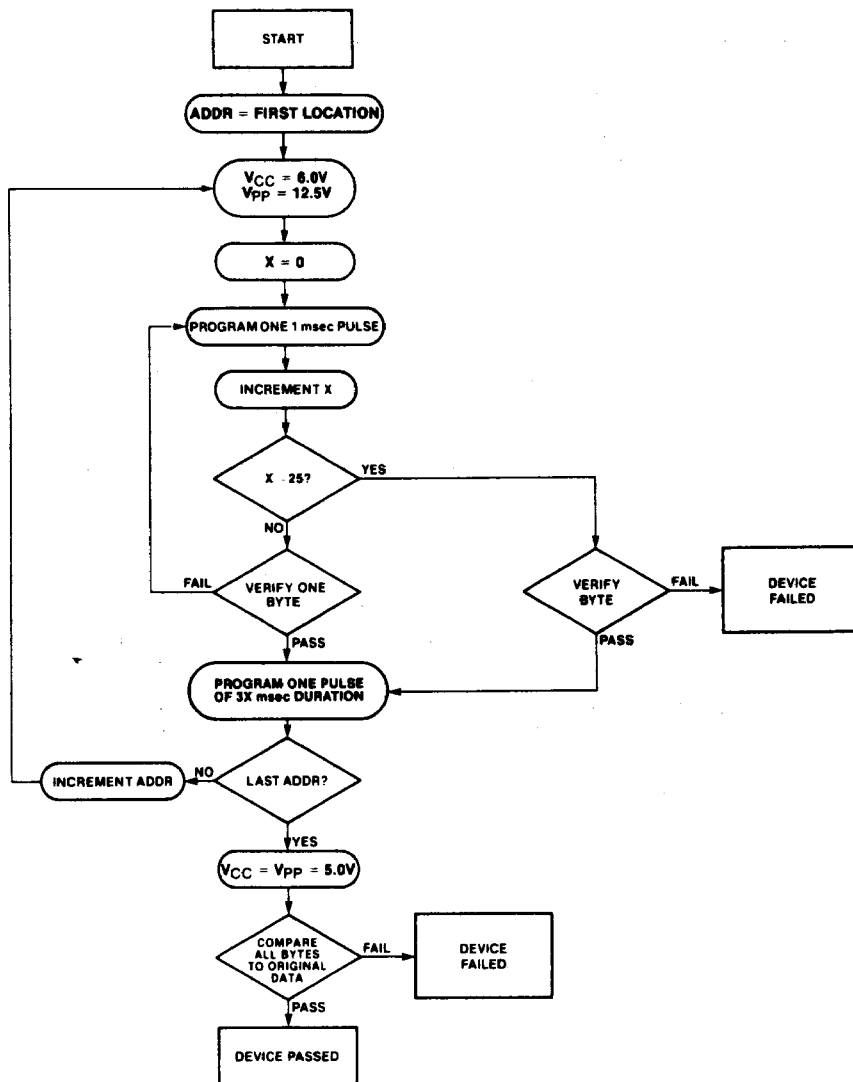 START
ADDR = FIRST LOCATION
VCC = 6.0V
VPP = 12.5V
X = 0
PROGRAM ONE 1 msec PULSE
INCREMENT X
X - 25?
YES
NO
VERIFY ONE
BYTE
FAIL
PASS
VERIFY
BYTE
FAIL
PASS
DEVICE
FAILED
PROGRAM ONE PULSE
OF 3X msec DURATION
LAST ADDR?
NO
INCREMENT ADDR
YES
VCC = VPP = 5.0V
COMPARE
ALL BYTES
TO ORIGINAL
DATA
FAIL
DEVICE
FAILED
PASS
DEVICE PASSED